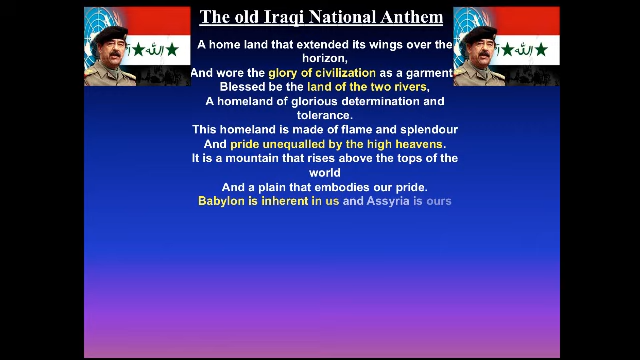 The old Iraqi National Anthem
A home land that extended its wings over the
horizon,
And wore the glory of civilization as a garment
Blessed be the land of the two rivers,
A homeland of glorious determination and
tolerance.
This homeland is made of flame and splendour
And pride unequalled by the high heavens.
It is a mountain that rises above the tops of the
world
And a plain that embodies our pride.
Babylon is inherent in us and Assyria is ours
الله
الله